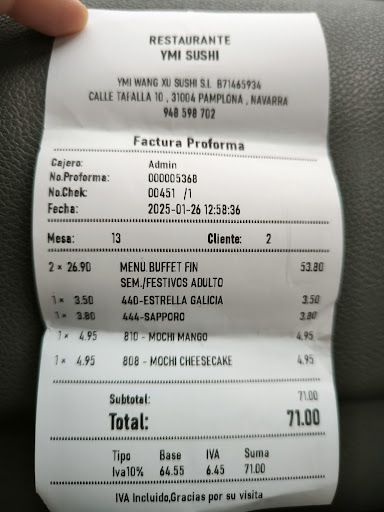 RESTAURANTE
YMI SUSHI
YMI WANG XU SUSHI S.L B71465934
CALLE TAFALLA 10 , 31004 PAMPLONA , NAVARRA
948 598 702
Factura Proforma
Cajero: Admin
No.Proforma: 000005368
No.Chek: 00451 /1
Fecha: 2025-01-26 12:58:36
Mesa: 13 Cliente: 2
2 × 26.90 MENU BUFFET FIN 53.80
SEM./FESTIVOS ADULTO
1 × 3.50 440-ESTRELLA GALICIA 3.50
1 × 3.80 444-SAPPORO 3.80
1 × 4.95 810 - MOCHI MANGO 4.95
1 × 4.95 808 - MOCHI CHEESECAKE 4.95
Subtotal: 71.00
Total: 71.00
Tipo Base IVA Suma
Iva10% 64.55 6.45 71.00
IVA Incluido,Gracias por su visita